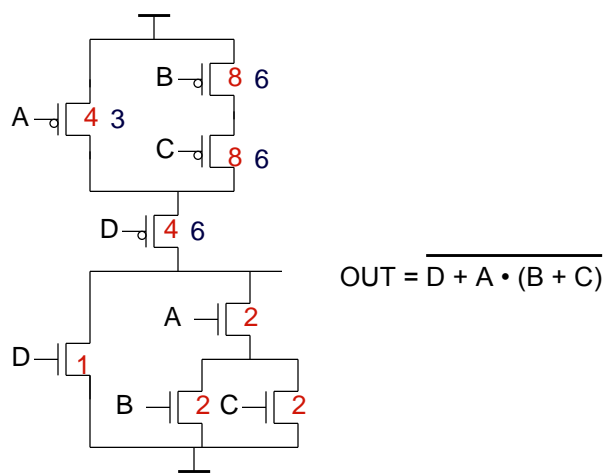 B 8 6
A 4 3
C 8 6
D 4 6
OUT = D + A • (B + C)
A 2
D 1
B 2 C 2